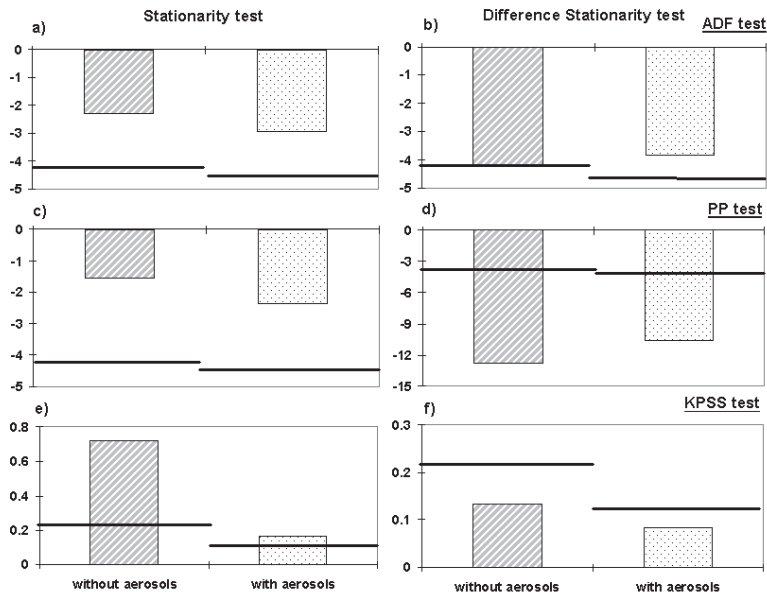 Stationarity test
Difference Stationarity test
ADF test
a)
0
-1
-2
-3
-4
-5
b)
0
-1
-2
-3
-4
-5
c)
0
-1
-2
-3
-4
-5
d)
PP test
0
-3
-6
-9
-12
-15
e)
0.8
0.6
0.4
0.2
0
without aerosols
with aerosols
f)
KPSS test
0.3
0.2
0.1
0
without aerosols
with aerosols